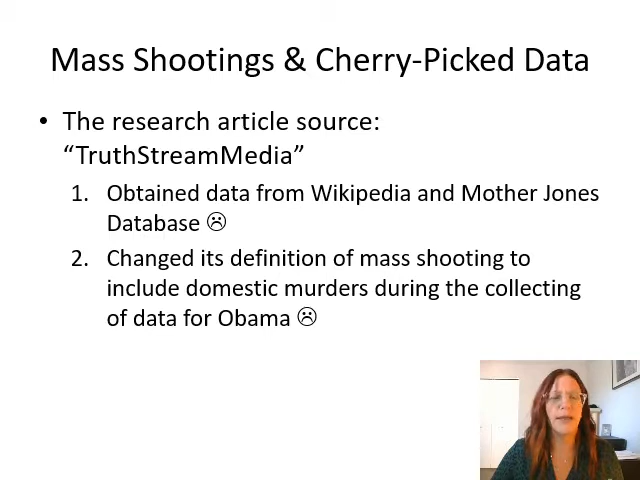 Mass Shootings & Cherry-Picked Data
• The research article source:
“TruthStreamMedia”
1. Obtained data from Wikipedia and Mother Jones
Database ☹
2. Changed its definition of mass shooting to
include domestic murders during the collecting
of data for Obama ☹